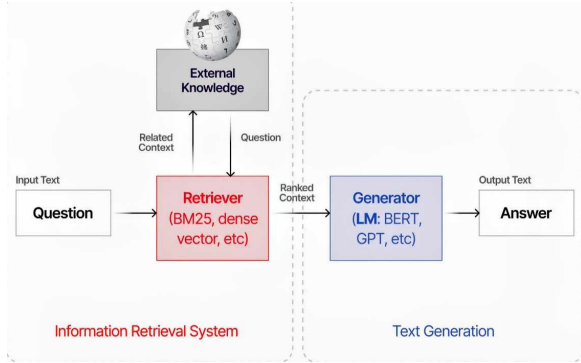 External
Knowledge
Related
Context
Question
Input Text
Question
Retriever
(BM25, dense
vector, etc)
Ranked
Context
Generator
(LM: BERT,
GPT, etc)
Output Text
Answer
Information Retrieval System
Text Generation